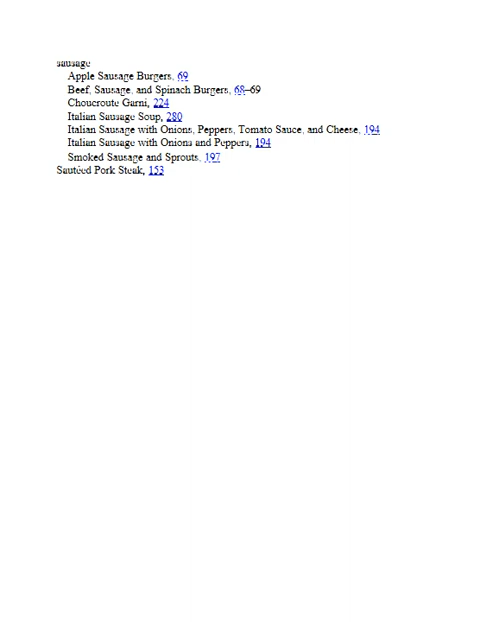 sausage
Apple Sausage Burgers, 69
Beef, Sausage, and Spinach Burgers, 68–69
Choucroute Garni, 224
Italian Sausage Soup, 280
Italian Sausage with Onions, Peppers, Tomato Sauce, and Cheese, 194
Italian Sausage with Onions and Peppers, 194
Smoked Sausage and Sprouts, 197
Sautéed Pork Steak, 153